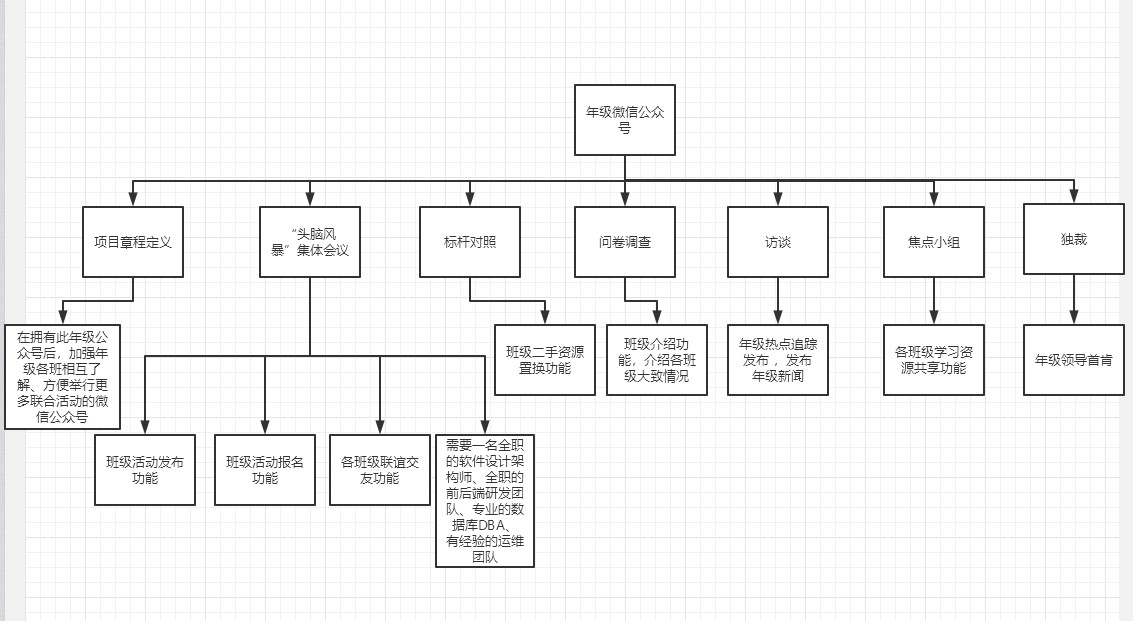 年级微信公众
号
项目章程定义
“头脑风
暴”集体会议
标杆对照
问卷调查
访谈
焦点小组
独裁
在拥有此年级公
众号后，加强年
级各班相互了
解、方便举行更
多联合活动的微
信公众号
班级二手资源
置换功能
班级介绍功
能，介绍各班
级大致情况
年级热点追踪
发布 ，发布
年级新闻
各班级学习资
源共享功能
年级领导首肯
班级活动发布
功能
班级活动报名
功能
各班级联谊交
友功能
需要一名全职
的软件设计架
构师、全职的
前后端研发团
队、专业的数
据库DBA、
有经验的运维
团队